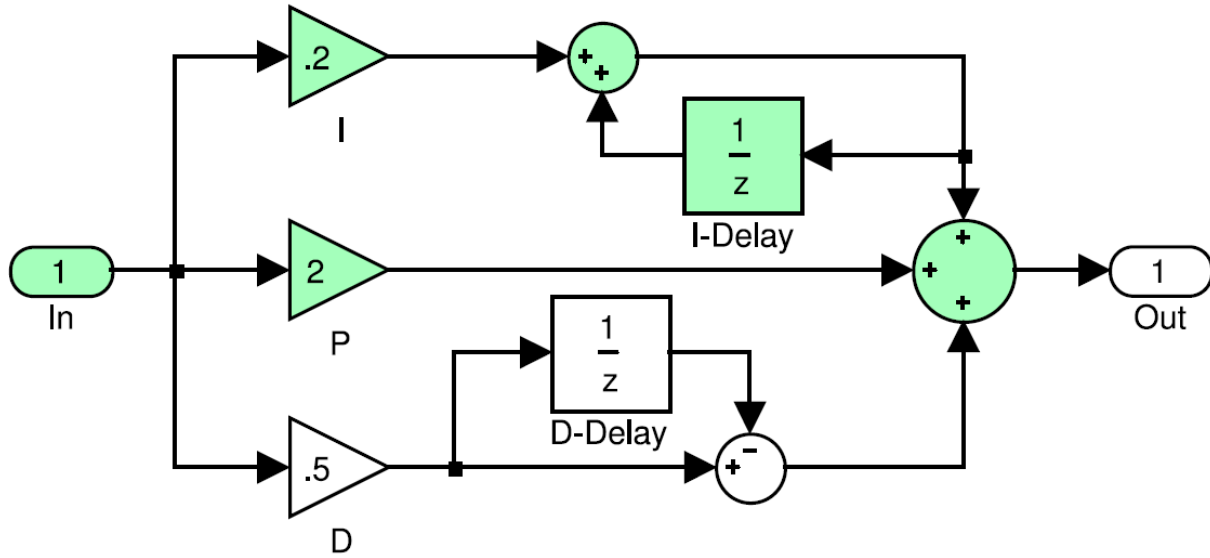 .2
+
+
I
1
z
I-Delay
1
In
2
P
+
+
+
1
Out
1
z
D-Delay
.5
D
+
-